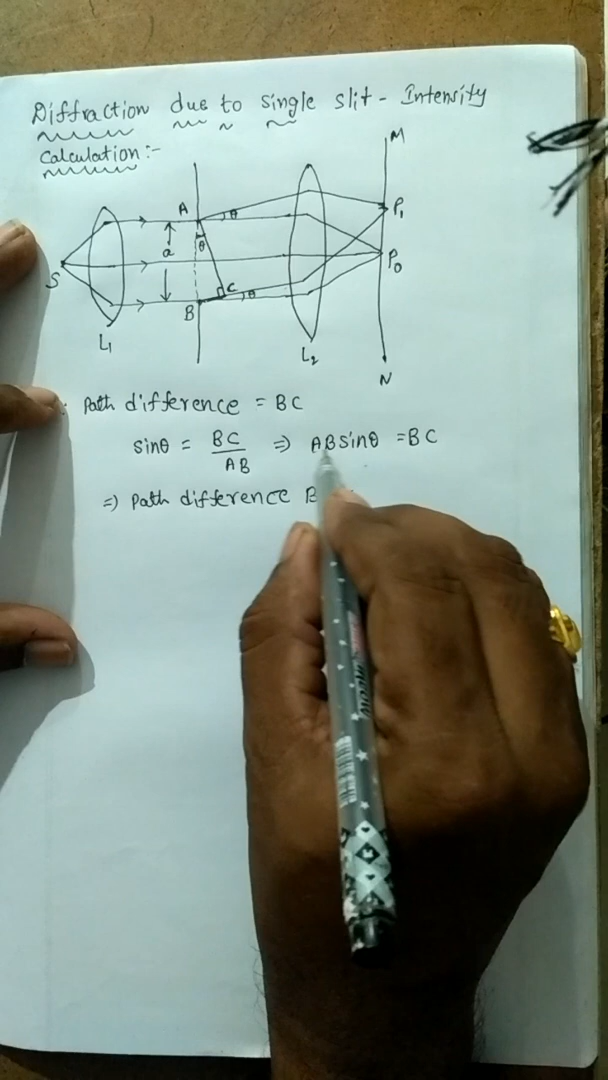 Diffraction due to single slit - Intensity
Calculation:-
M
A
θ
P1
θ
a
S
P0
C
θ
B
L1
L2
N
Path difference = BC
sinθ = BC/AB ⇒ ABsinθ = BC
⇒ Path difference B